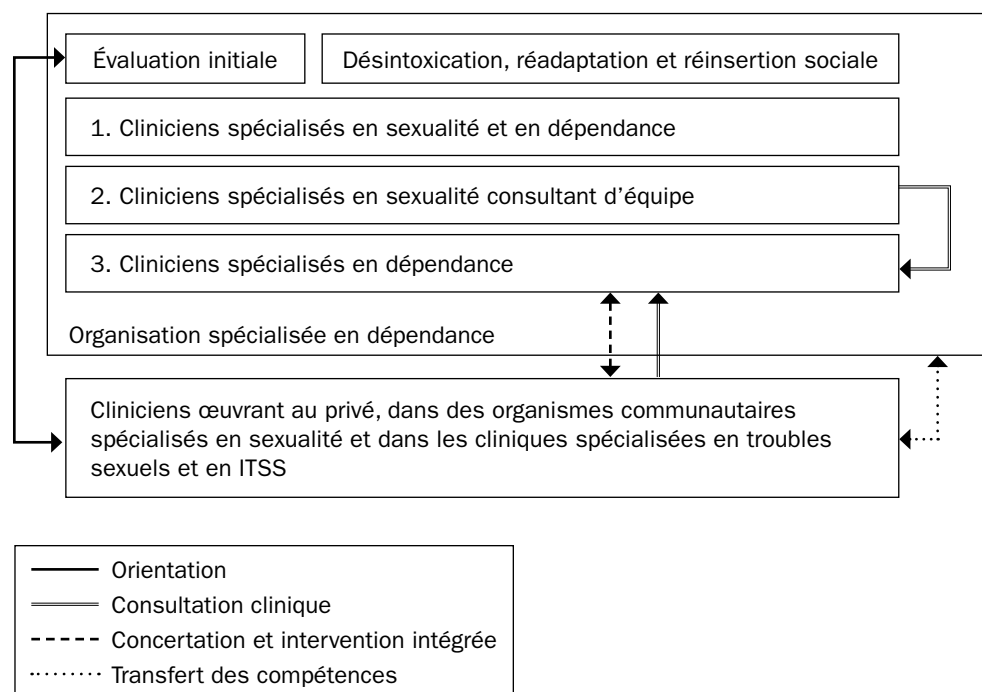 Évaluation initiale
Désintoxication, réadaptation et réinsertion sociale
1. Cliniciens spécialisés en sexualité et en dépendance
2. Cliniciens spécialisés en sexualité consultant d’équipe
3. Cliniciens spécialisés en dépendance
Organisation spécialisée en dépendance
Cliniciens œuvrant au privé, dans des organismes communautaires
spécialisés en sexualité et dans les cliniques spécialisées en troubles
sexuels et en ITSS
Orientation
Consultation clinique
Concertation et intervention intégrée
Transfert des compétences